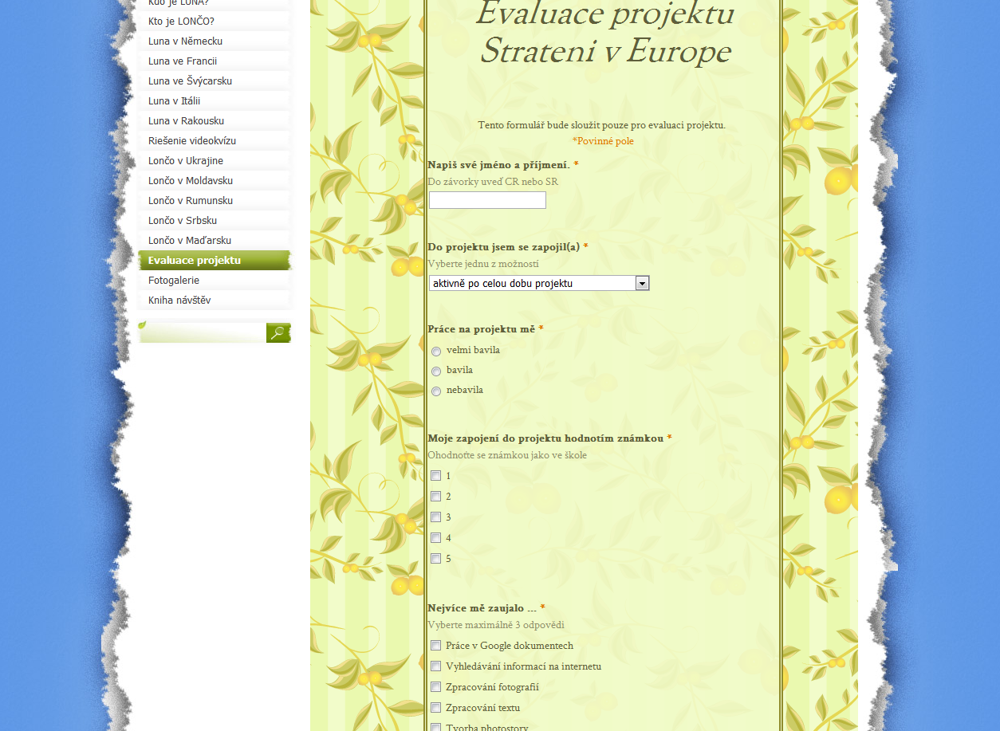 Kdo je LUNA?
Kto je LONČO?
Luna v Německu
Luna ve Francii
Luna ve Švýcarsku
Luna v Itálii
Luna v Rakousku
Riešenie videokvízu
Lončo v Ukrajine
Lončo v Moldavsku
Lončo v Rumunsku
Lončo v Srbsku
Lončo v Maďarsku
Evaluace projektu
Fotogalerie
Kniha návštěv
Evaluace projektu
Strateni v Europe
Tento formulář bude sloužit pouze pro evaluaci projektu.
*Povinné pole
Napiš své jméno a příjmení. *
Do závorky uveď CR nebo SR
Do projektu jsem se zapojil(a) *
Vyberte jednu z možností
aktivně po celou dobu projektu
Práce na projektu mě *
velmi bavila
bavila
nebavila
Moje zapojení do projektu hodnotím známkou *
Ohodnoťte se známkou jako ve škole
1
2
3
4
5
Nejvíce mě zaujalo ... *
Vyberte maximálně 3 odpovědi
Práce v Google dokumentech
Vyhledávání informací na internetu
Zpracování fotografií
Zpracování textu
Tvorba photostory